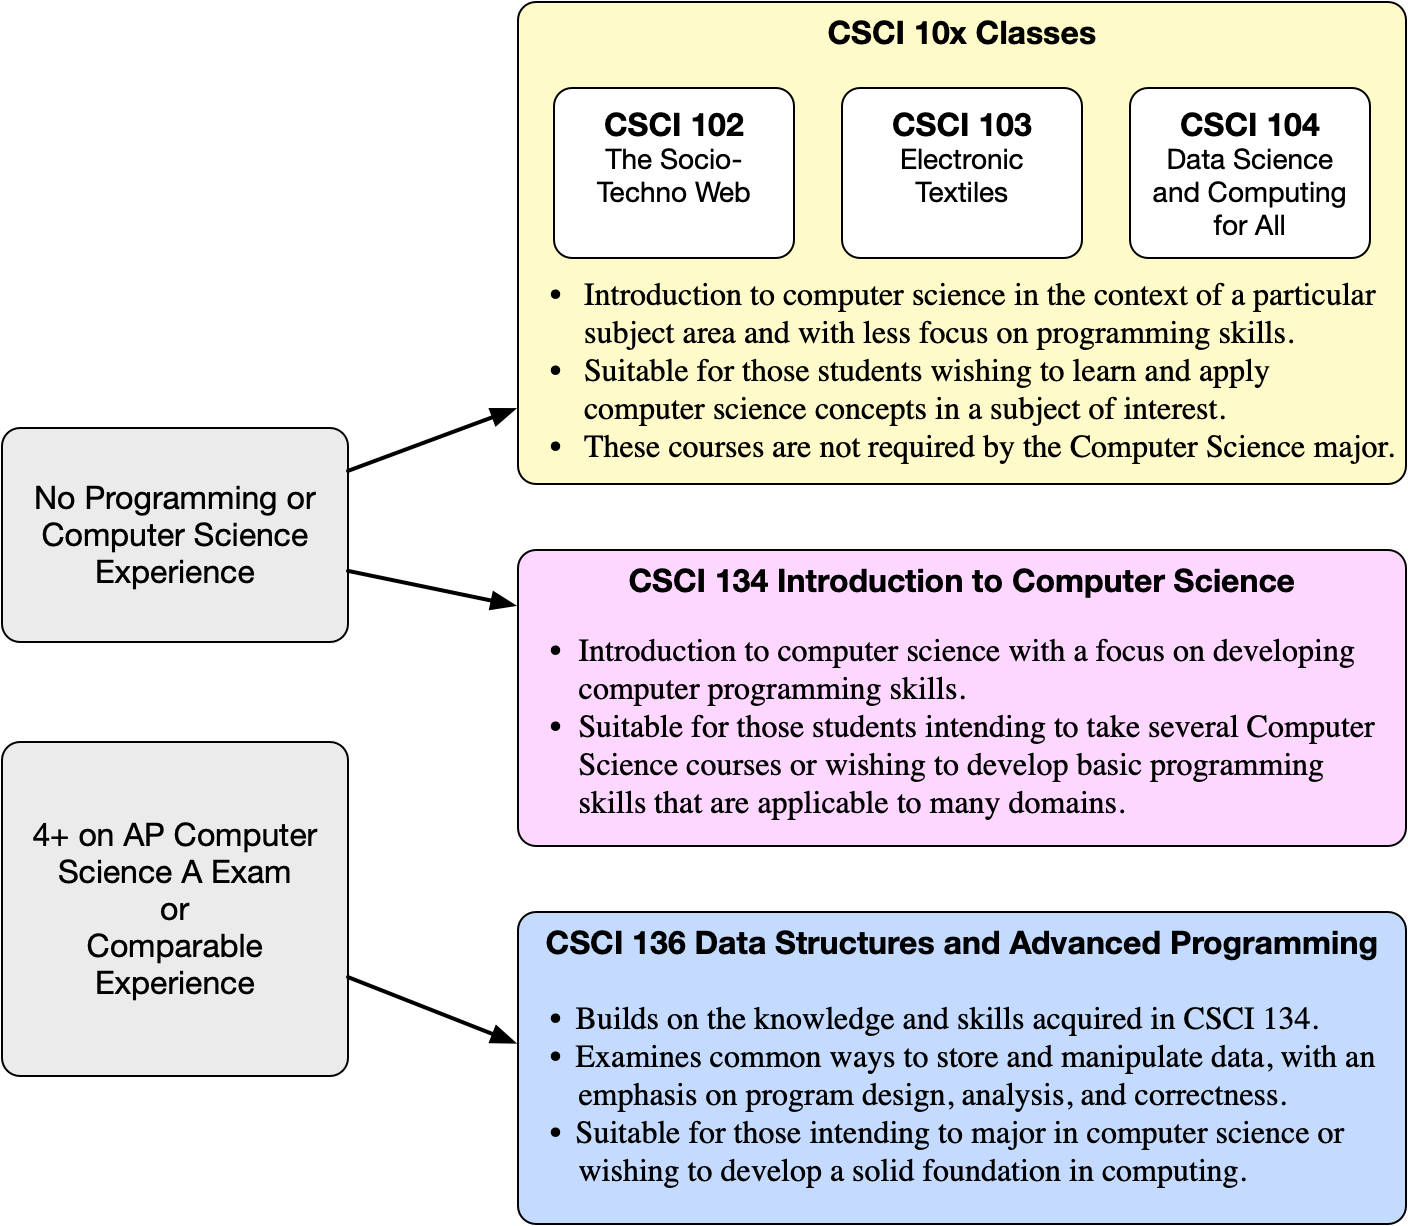 CSCI 10x Classes
CSCI 102
The Socio-
Techno Web
CSCI 103
Electronic
Textiles
CSCI 104
Data Science
and Computing
for All
• Introduction to computer science in the context of a particular
subject area and with less focus on programming skills.
• Suitable for those students wishing to learn and apply
computer science concepts in a subject of interest.
• These courses are not required by the Computer Science major.
No Programming or
Computer Science
Experience
CSCI 134 Introduction to Computer Science
• Introduction to computer science with a focus on developing
computer programming skills.
• Suitable for those students intending to take several Computer
Science courses or wishing to develop basic programming
skills that are applicable to many domains.
4+ on AP Computer
Science A Exam
or
Comparable
Experience
CSCI 136 Data Structures and Advanced Programming
• Builds on the knowledge and skills acquired in CSCI 134.
• Examines common ways to store and manipulate data, with an
emphasis on program design, analysis, and correctness.
• Suitable for those intending to major in computer science or
wishing to develop a solid foundation in computing.